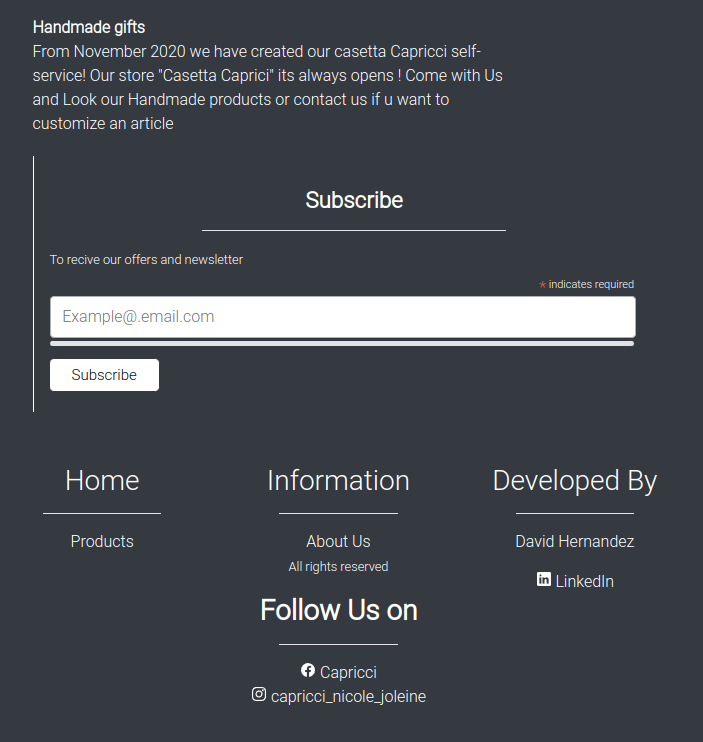 Handmade gifts
From November 2020 we have created our casetta Capricci self-
service! Our store "Casetta Caprici" its always opens ! Come with Us
and Look our Handmade products or contact us if u want to
customize an article
Subscribe
To recive our offers and newsletter
* indicates required
Example@.email.com
Subscribe
Home
Products
Information
About Us
All rights reserved
Follow Us on
Capricci
capricci_nicole_joleine
Developed By
David Hernandez
LinkedIn